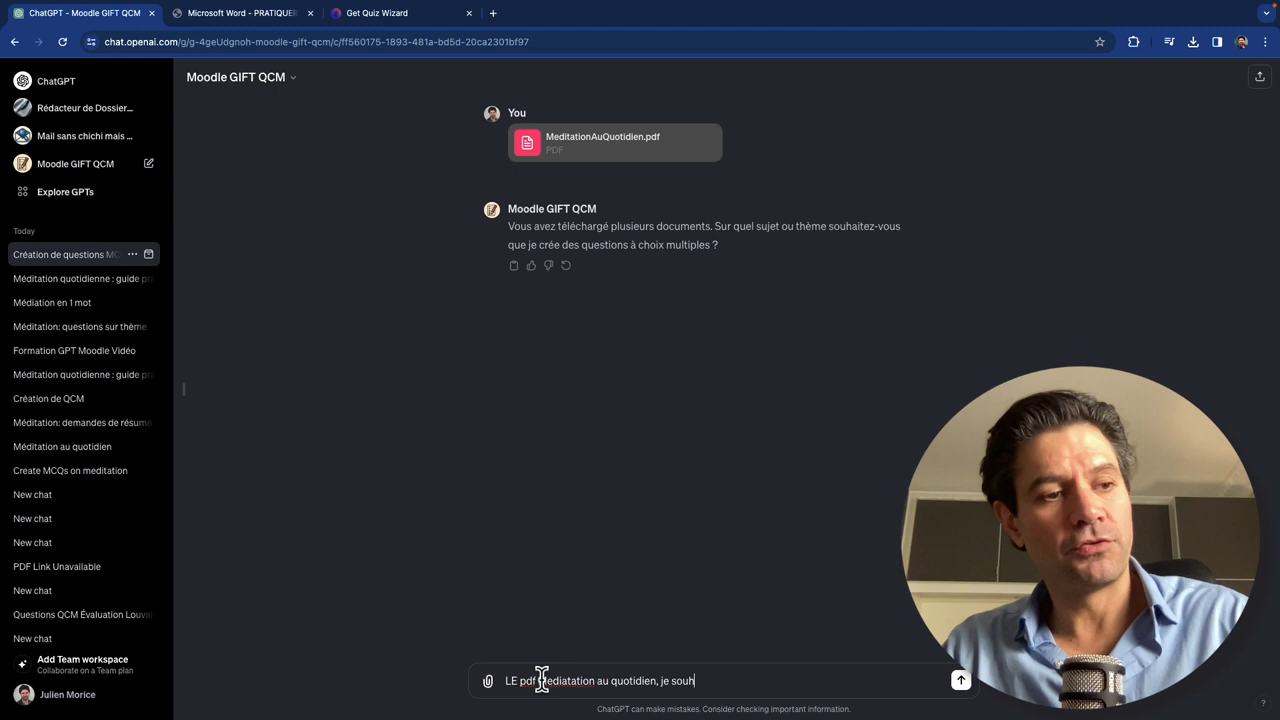 ChatGPT - Moodle GIFT QCM
Microsoft Word - PRATIQUER
Get Quiz Wizard
chat.openai.com/g/g-4geUdgnoh-moodle-gift-qcm/c/ff560175-1893-481a-bd5d-20ca2301bf97
ChatGPT
Rédacteur de Dossier...
Mail sans chichi mais ...
Moodle GIFT QCM
Explore GPTs
Today
Création de questions MC
Méditation quotidienne : guide pra
Médiation en 1 mot
Méditation: questions sur thème
Formation GPT Moodle Vidéo
Méditation quotidienne : guide pra
Création de QCM
Méditation: demandes de résumé
Méditation au quotidien
Create MCQs on meditation
New chat
New chat
New chat
PDF Link Unavailable
New chat
Questions QCM Évaluation Louvai
New chat
Add Team workspace
Collaborate on a Team plan
Julien Morice
Moodle GIFT QCM
You
MeditationAuQuotidien.pdf
PDF
Moodle GIFT QCM
Vous avez téléchargé plusieurs documents. Sur quel sujet ou thème souhaitez-vous
que je crée des questions à choix multiples ?
LE pdf mediatation au quotidien, je souh
ChatGPT can make mistakes. Consider checking important information.
?